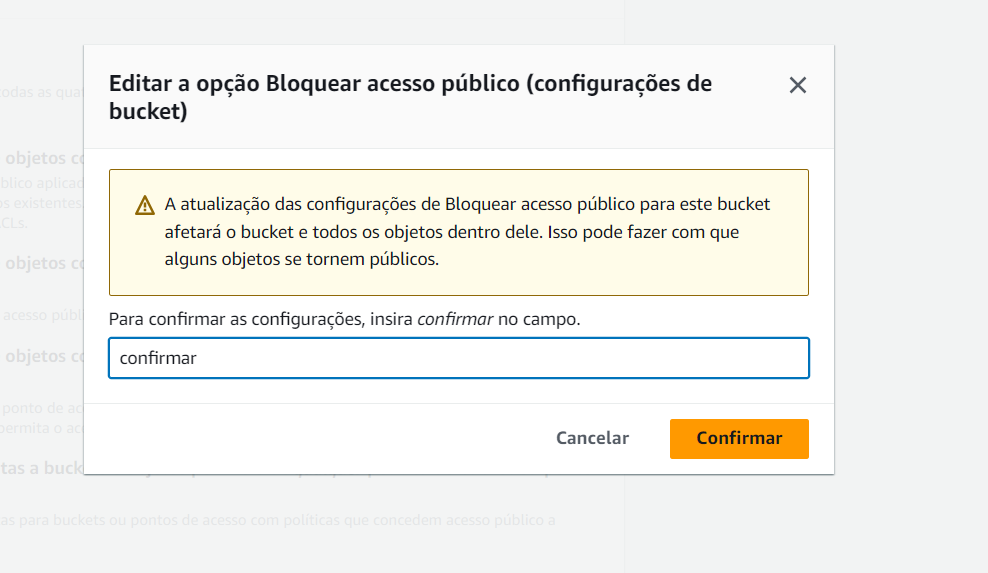 Editar a opção Bloquear acesso público (configurações de
bucket)
odas as qua
A atualização das configurações de Bloquear acesso público para este bucket
afetará o bucket e todos os objetos dentro dele. Isso pode fazer com que
alguns objetos se tornem públicos.
Para confirmar as configurações, insira confirmar no campo.
confirmar
Cancelar
Confirmar
objetos co
blico aplicad
os existentes
CLs.
objetos co
acesso públ
objetos co
ponto de ac
permita o ac
tas a buck
as para buckets ou pontos de acesso com políticas que concedem acesso público a